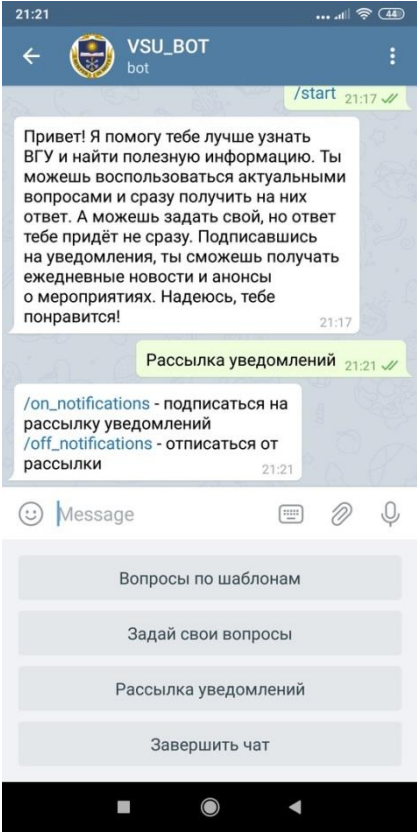 21:21
44
VSU_BOT
bot
/start 21:17
Привет! Я помогу тебе лучше узнать
ВГУ и найти полезную информацию. Ты
можешь воспользоваться актуальными
вопросами и сразу получить на них
ответ. А можешь задать свой, но ответ
тебе придёт не сразу. Подписавшись
на уведомления, ты сможешь получать
ежедневные новости и анонсы
о мероприятиях. Надеюсь, тебе
понравится! 21:17
Рассылка уведомлений 21:21
/on_notifications - подписаться на
рассылку уведомлений
/off_notifications - отписаться от
рассылки 21:21
Message
Вопросы по шаблонам
Задай свои вопросы
Рассылка уведомлений
Завершить чат